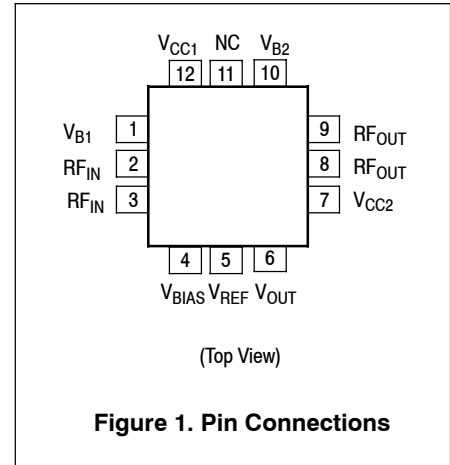 VCC1 NC VB2
12 11 10
VB1 1 9 RFOUT
RFIN 2 8 RFOUT
RFIN 3 7 VCC2
4 5 6
VBIAS VREF VOUT
(Top View)
Figure 1. Pin Connections